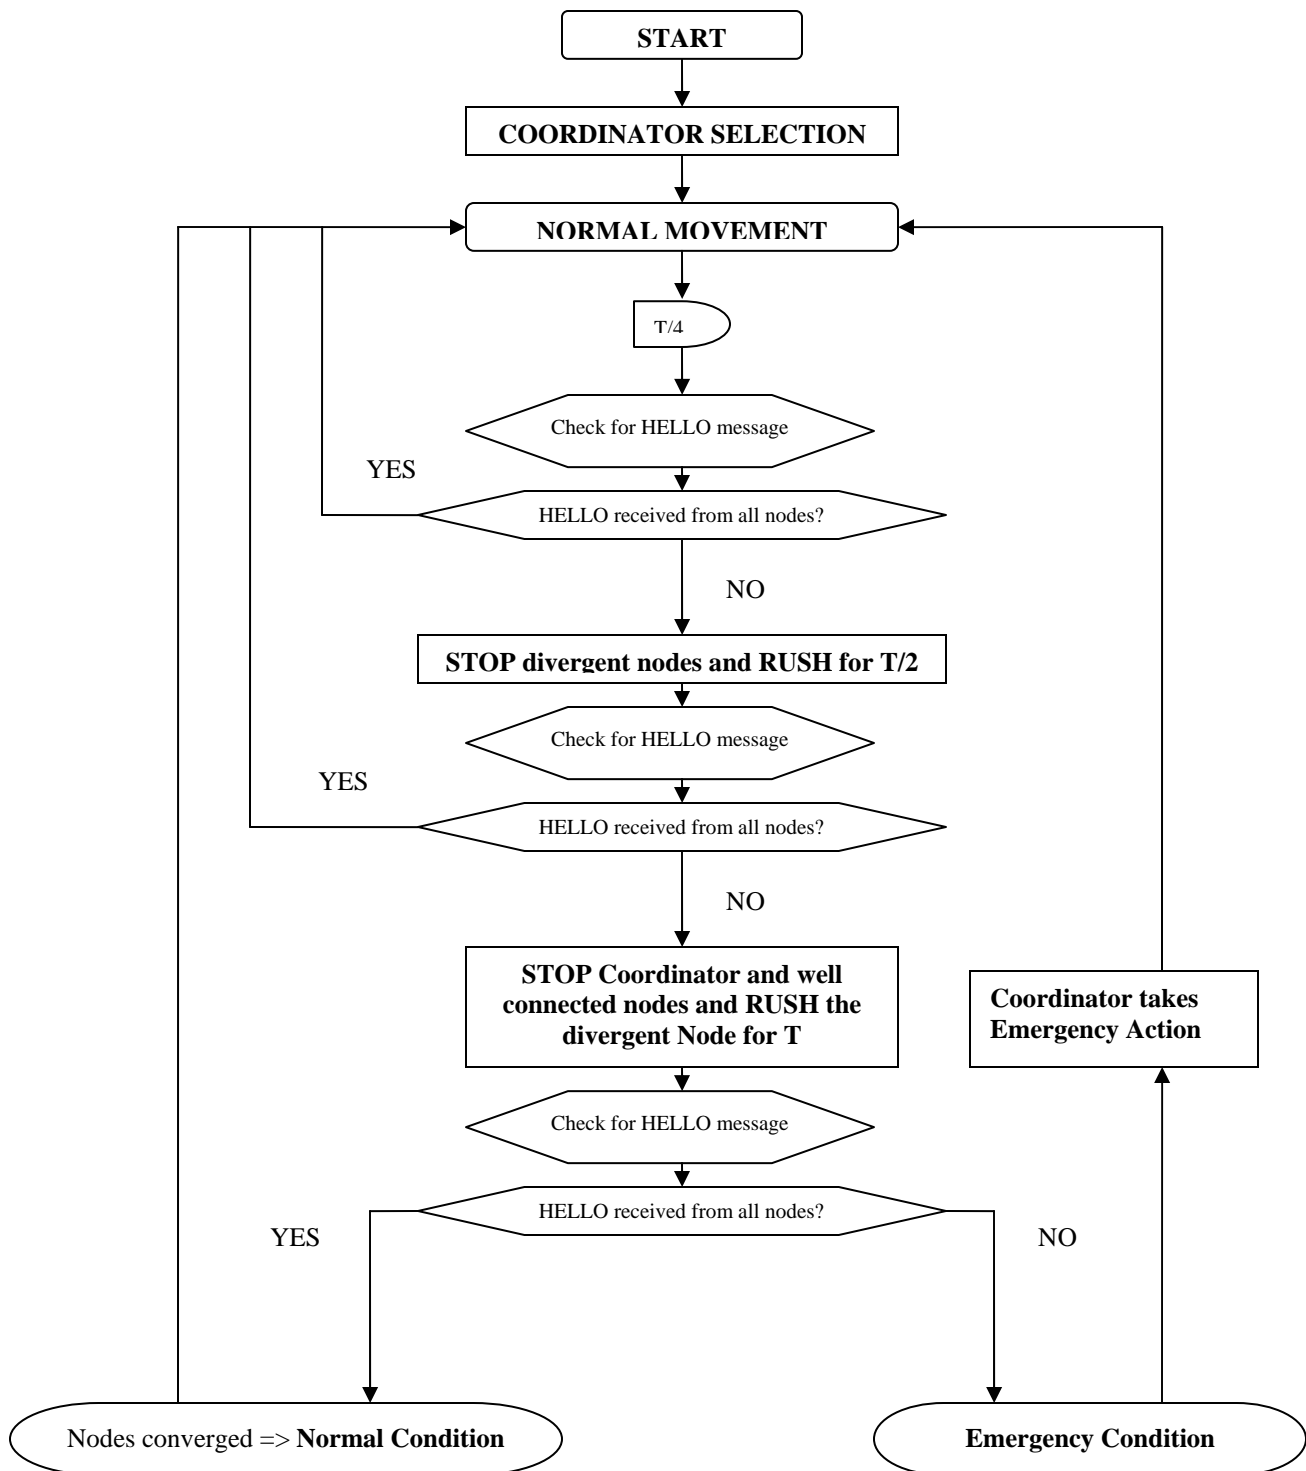 START
COORDINATOR SELECTION
NORMAL MOVEMENT
T/4
Check for HELLO message
YES
HELLO received from all nodes?
NO
STOP divergent nodes and RUSH for T/2
Check for HELLO message
YES
HELLO received from all nodes?
NO
STOP Coordinator and well
connected nodes and RUSH the
divergent Node for T
Coordinator takes
Emergency Action
Check for HELLO message
HELLO received from all nodes?
YES
NO
Nodes converged => Normal Condition
Emergency Condition